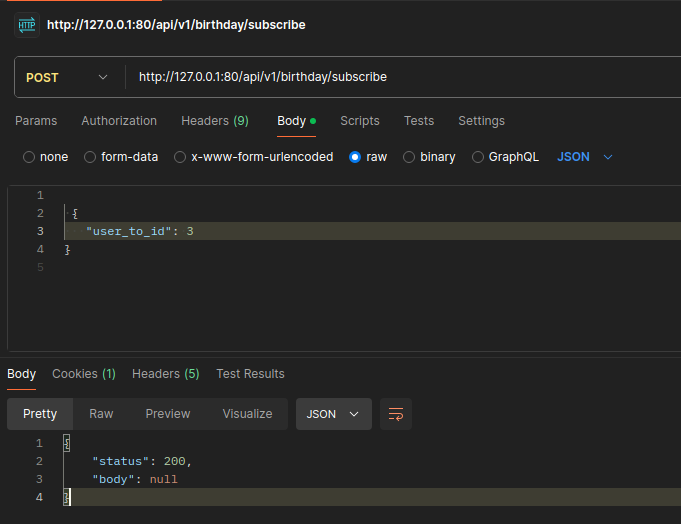 HTTP http://127.0.0.1:80/api/v1/birthday/subscribe
POST http://127.0.0.1:80/api/v1/birthday/subscribe
Params Authorization Headers (9) Body Scripts Tests Settings
none form-data x-www-form-urlencoded raw binary GraphQL JSON
1
2 {
3 "user_to_id": 3
4 }
5
Body Cookies (1) Headers (5) Test Results
Pretty Raw Preview Visualize JSON
1 {
2 "status": 200,
3 "body": null
4 }